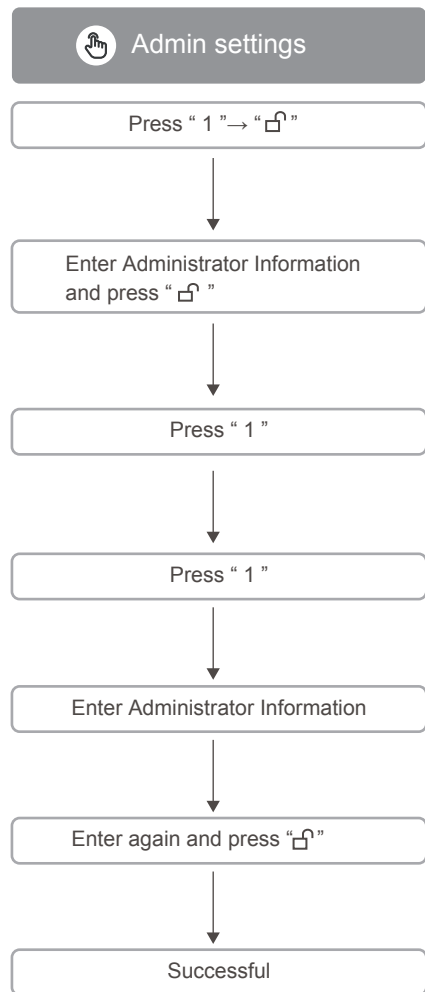 Admin settings
Press “ 1 ”→ “🔓”
Enter Administrator Information
and press “ 🔓 ”
Press “ 1 ”
Press “ 1 ”
Enter Administrator Information
Enter again and press “🔓”
Successful